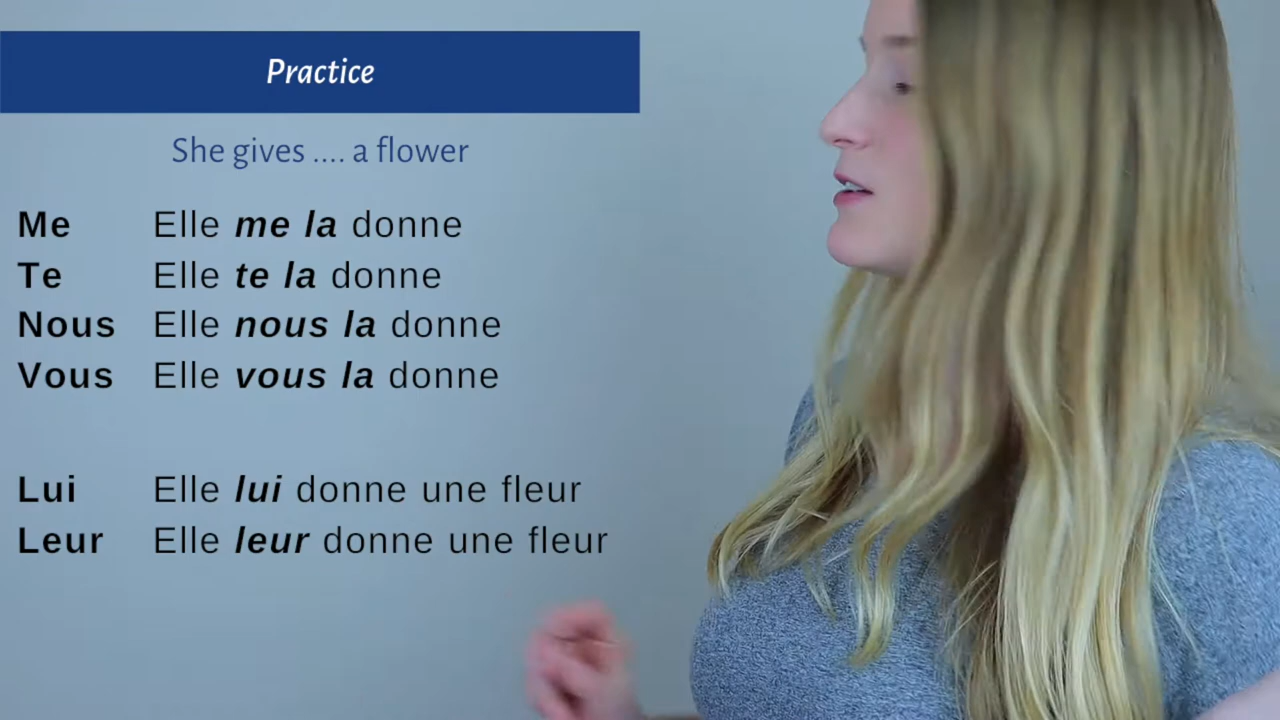 Practice
She gives .... a flower
Me Elle me la donne
Te Elle te la donne
Nous Elle nous la donne
Vous Elle vous la donne
Lui Elle lui donne une fleur
Leur Elle leur donne une fleur